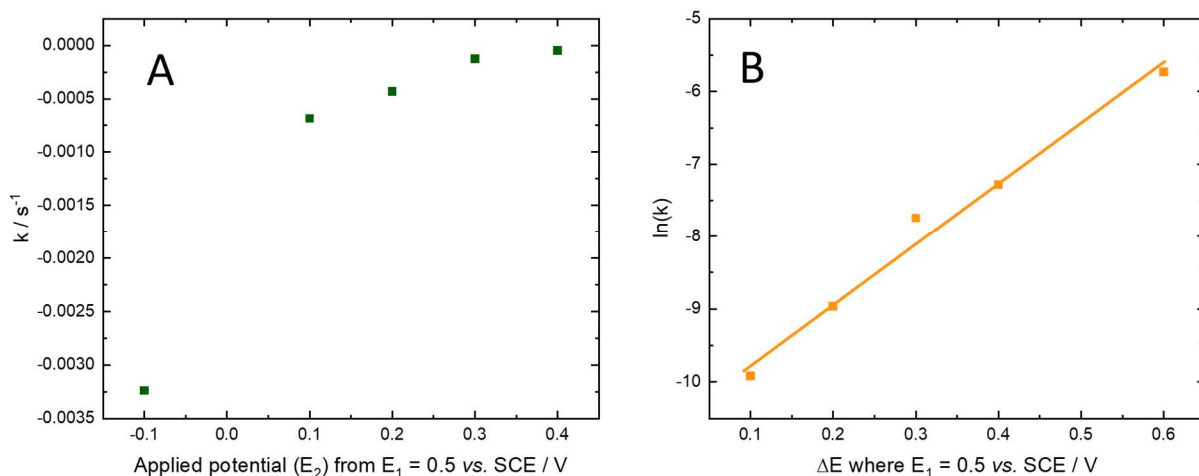 A
0.0000
-0.0005
-0.0010
-0.0015
-0.0020
-0.0025
-0.0030
-0.0035
k / s⁻¹
-0.1 0.0 0.1 0.2 0.3 0.4
Applied potential (E₂) from E₁ = 0.5 vs. SCE / V
B
-5
-6
-7
-8
-9
-10
ln(k)
0.1 0.2 0.3 0.4 0.5 0.6
ΔE where E₁ = 0.5 vs. SCE / V